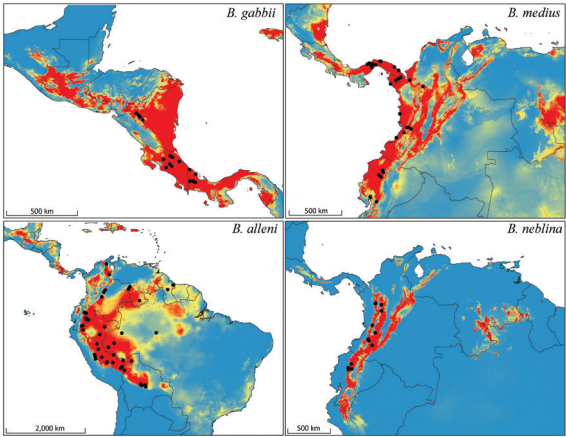 B. gabbii
500 km
B. medius
500 km
B. alleni
2,000 km
B. neblina
500 km